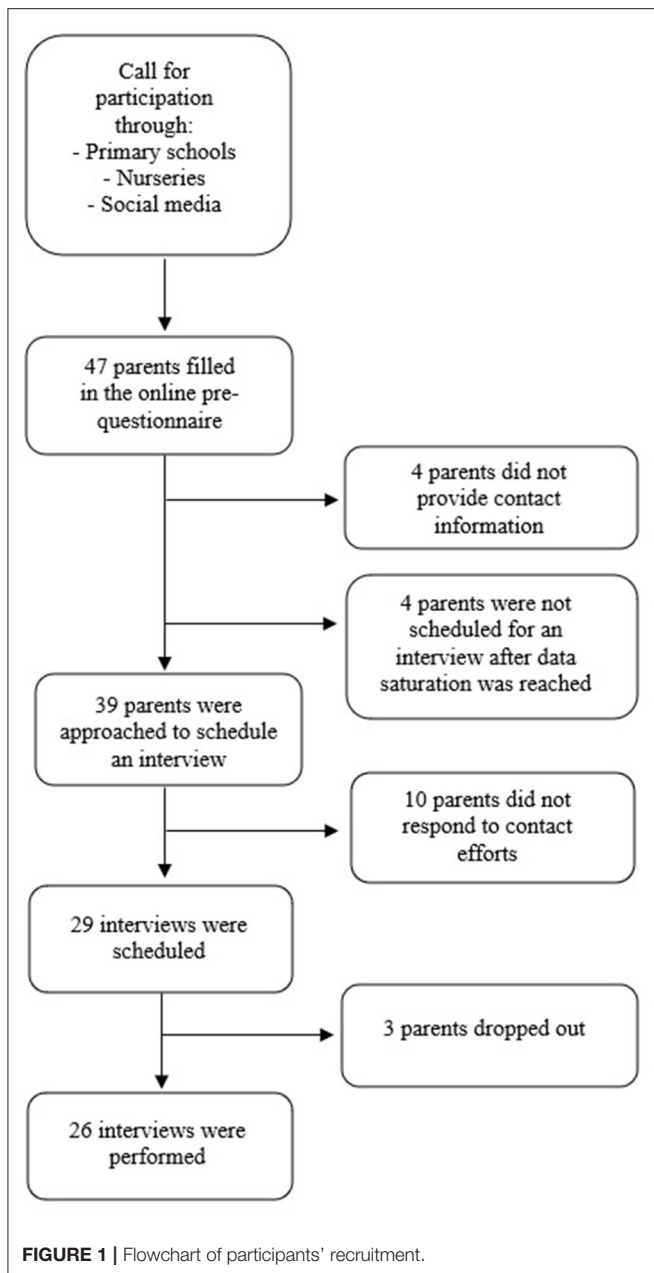 Call for
participation
through:
- Primary schools
- Nurseries
- Social media
47 parents filled
in the online pre-
questionnaire
4 parents did not
provide contact
information
4 parents were not
scheduled for an
interview after data
saturation was reached
39 parents were
approached to schedule
an interview
10 parents did not
respond to contact
efforts
29 interviews were
scheduled
3 parents dropped out
26 interviews were
performed
FIGURE 1 | Flowchart of participants' recruitment.